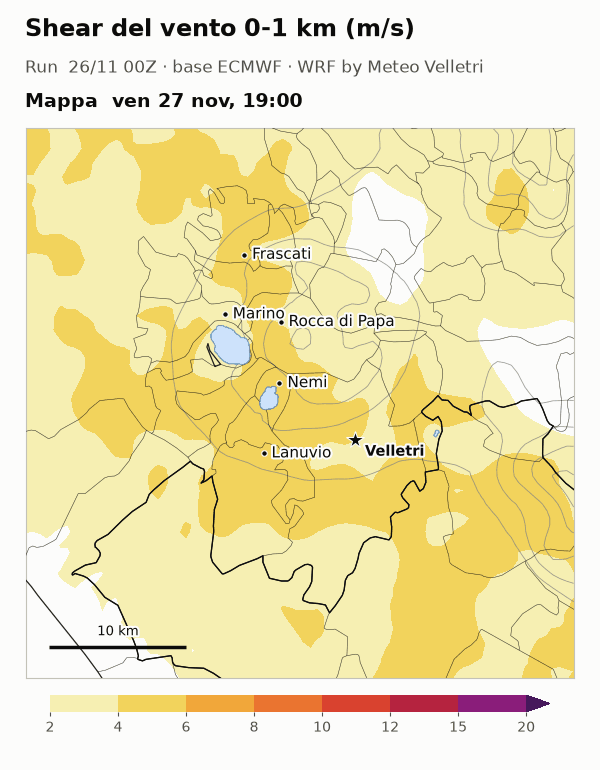 Shear del vento 0-1 km (m/s)
Run  26/11 00Z · base ECMWF · WRF by Meteo Velletri
Mappa  ven 27 nov, 19:00
Frascati
Marino
Rocca di Papa
Nemi
Velletri
Lanuvio
10 km
2 4 6 8 10 12 15 20